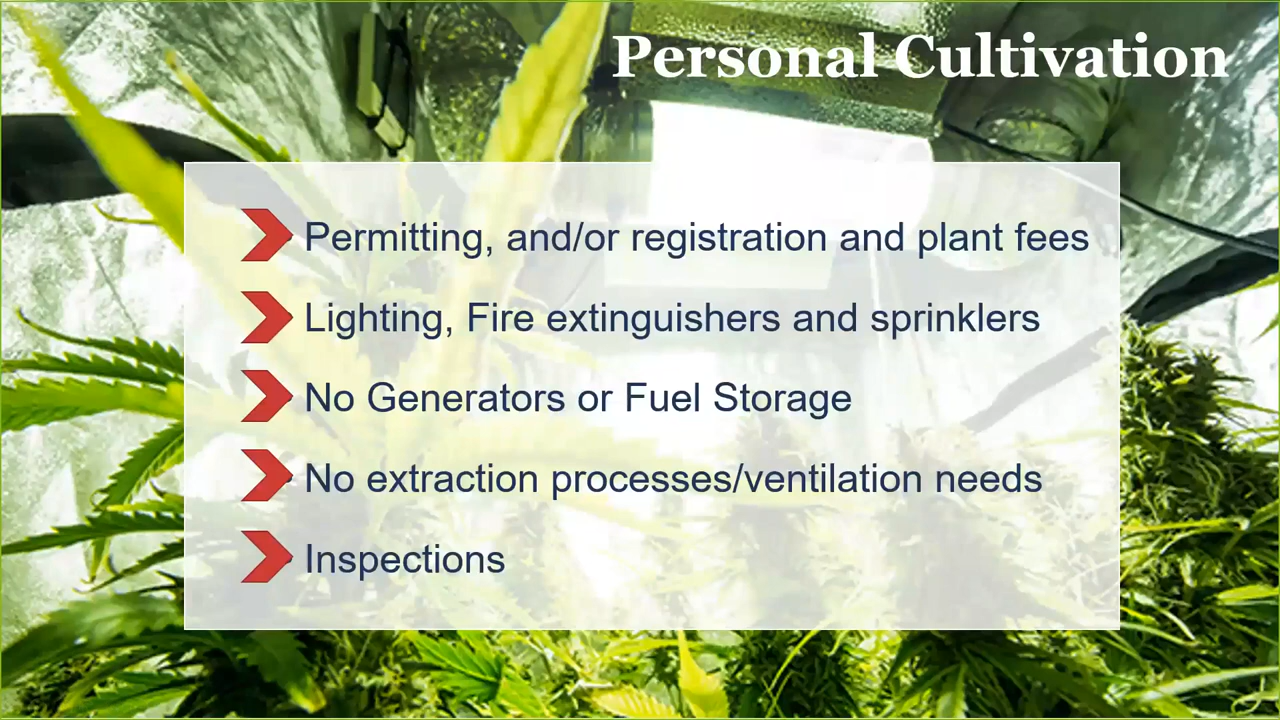 Personal Cultivation
Permitting, and/or registration and plant fees
Lighting, Fire extinguishers and sprinklers
No Generators or Fuel Storage
No extraction processes/ventilation needs
Inspections